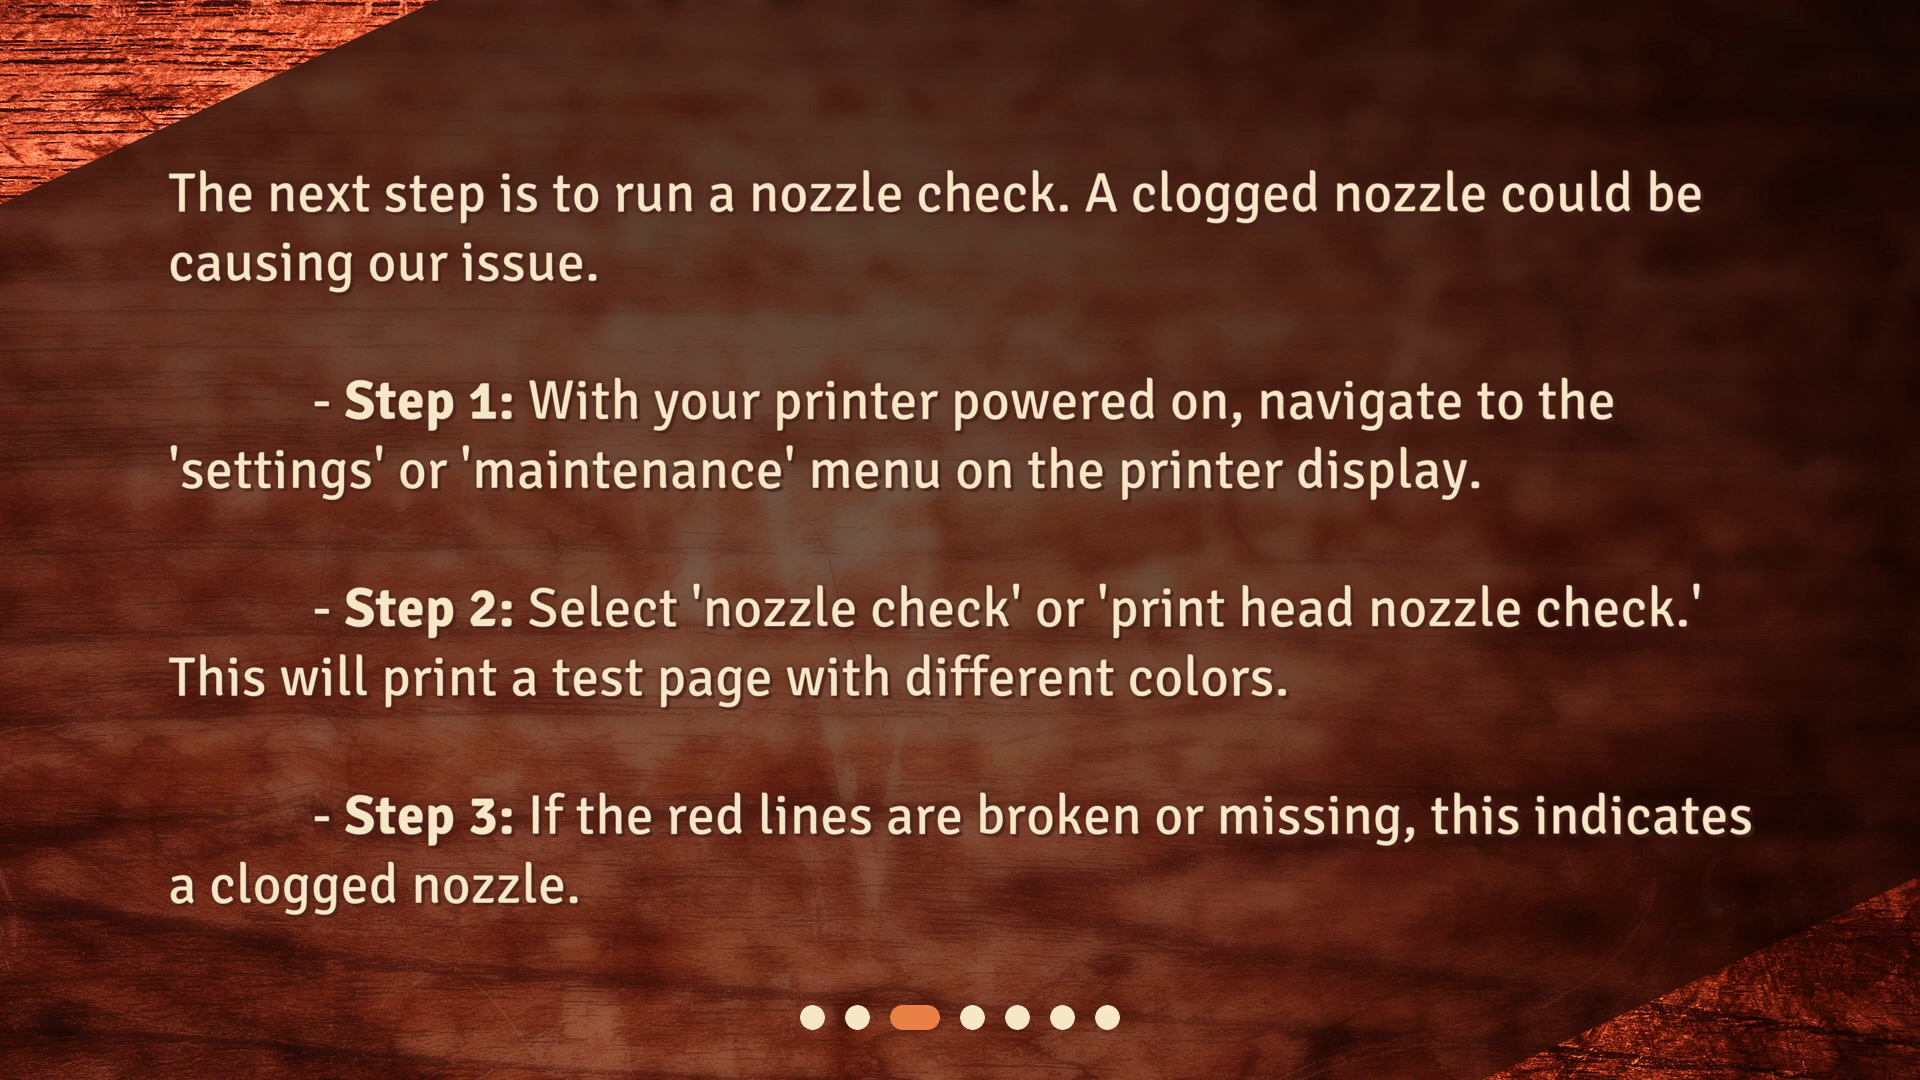 The next step is to run a nozzle check. A clogged nozzle could be
causing our issue.
- Step 1: With your printer powered on, navigate to the
'settings' or 'maintenance' menu on the printer display.
- Step 2: Select 'nozzle check' or 'print head nozzle check.'
This will print a test page with different colors.
- Step 3: If the red lines are broken or missing, this indicates
a clogged nozzle.